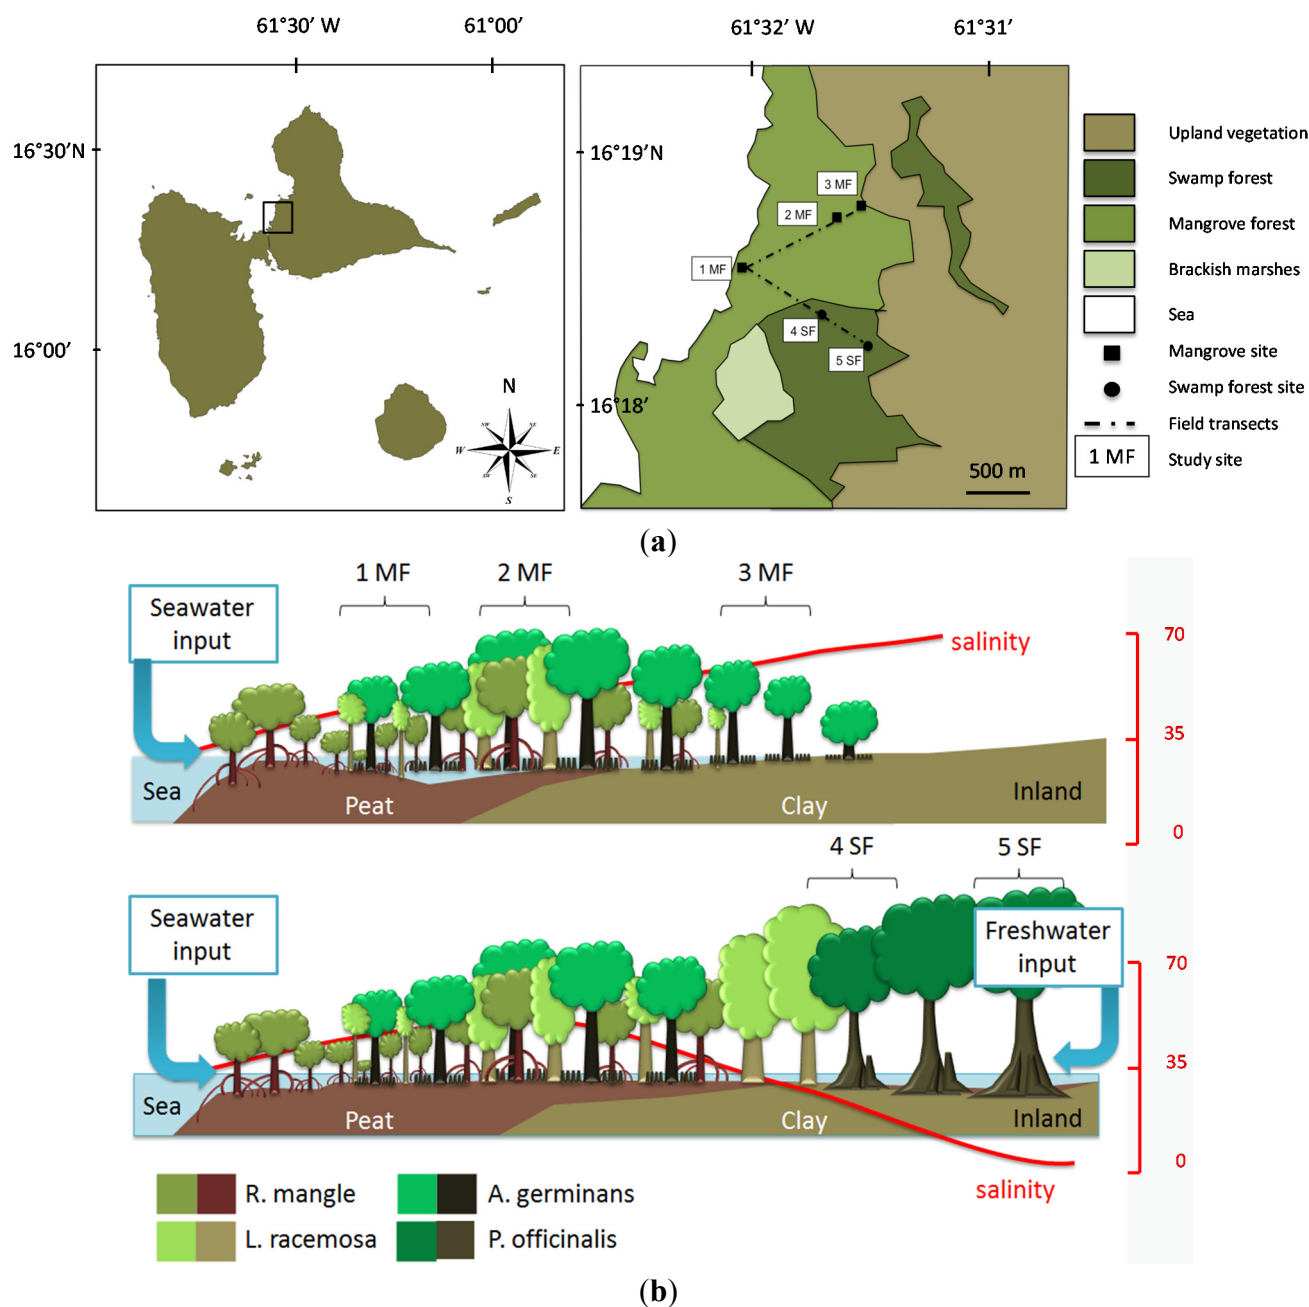 61°30’ W
61°00’
61°32’ W
61°31’
16°30’N
16°00’
N
NW
NE
W
E
SW
SE
S
16°19’N
16°18’
3 MF
2 MF
1 MF
4 SF
5 SF
500 m
Upland vegetation
Swamp forest
Mangrove forest
Brackish marshes
Sea
Mangrove site
Swamp forest site
Field transects
1 MF
Study site
(a)
1 MF
2 MF
3 MF
Seawater
input
salinity
70
35
0
Sea
Peat
Clay
Inland
4 SF
5 SF
Seawater
input
Freshwater
input
70
35
0
Sea
Peat
Clay
Inland
salinity
R. mangle
A. germinans
L. racemosa
P. officinalis
(b)